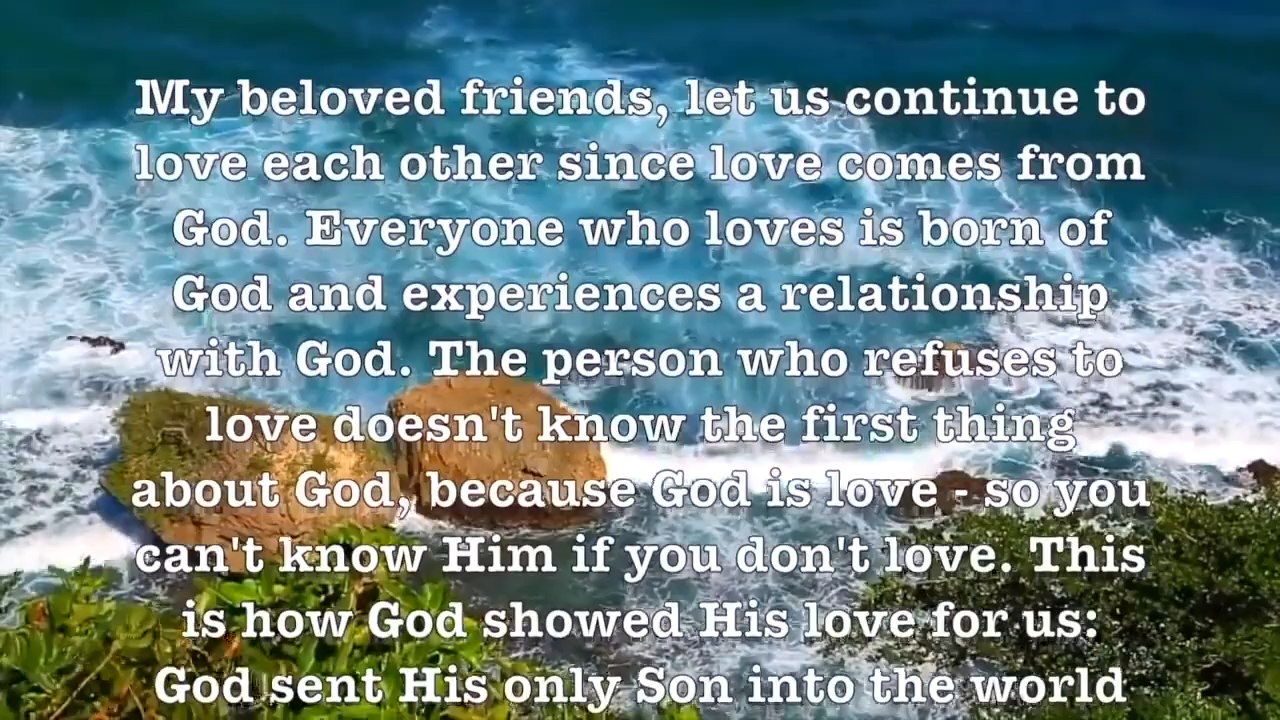 My beloved friends, let us continue to
love each other since love comes from
God. Everyone who loves is born of
God and experiences a relationship
with God. The person who refuses to
love doesn't know the first thing
about God, because God is love - so you
can't know Him if you don't love. This
is how God showed His love for us:
God sent His only Son into the world